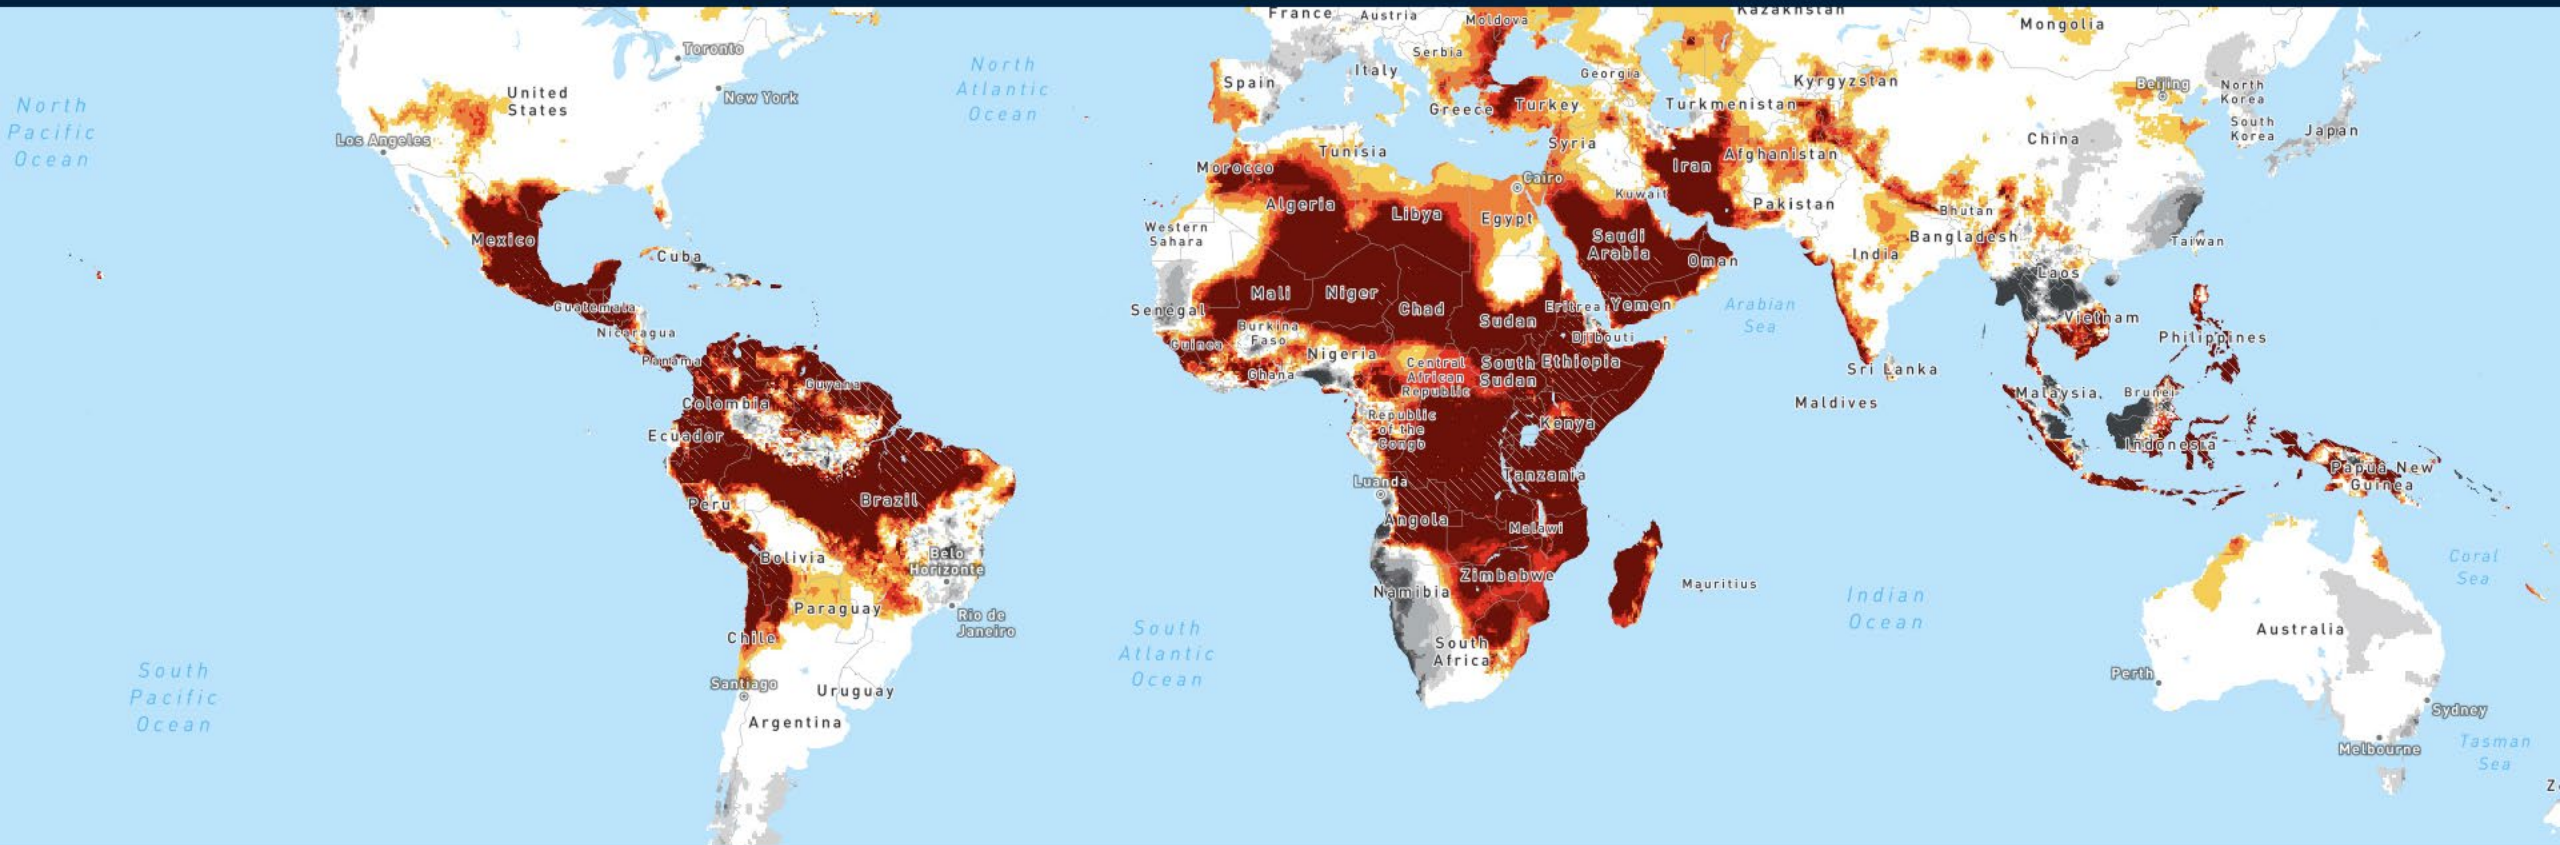 France
Austria
Moldova
Kazakhstan
Mongolia
Toronto
Serbia
North
Atlantic
Ocean
Italy
Spain
Georgia
Kyrgyzstan
Beijing
North
Korea
United
States
New York
North
Pacific
Ocean
Greece
Turkey
Turkmenistan
South
Korea
Japan
China
Los Angeles
Syria
Tunisia
Morocco
Iran
Afghanistan
Cairo
Kuwait
Algeria
Libya
Egypt
Pakistan
Bhutan
Western
Sahara
Mexico
Saudi
Arabia
Bangladesh
Taiwan
Cuba
India
Oman
Laos
Mali
Niger
Chad
Senegal
Eritrea
Yemen
Arabian
Sea
Guatemala
Sudan
Vietnam
Nicaragua
Burkina
Faso
Djibouti
Guinea
Philippines
Panama
Nigeria
Central
African
Republic
South
Sudan
Ethiopia
Ghana
Sri Lanka
Guyana
Malaysia
Brunei
Maldives
Colombia
Republic
of the
Congo
Kenya
Ecuador
Indonesia
Papua New
Guinea
Luanda
Tanzania
Peru
Brazil
Angola
Malawi
Bolivia
Belo
Horizonte
Coral
Sea
Zimbabwe
Mauritius
Namibia
Indian
Ocean
Paraguay
Rio de
Janeiro
Chile
South
Atlantic
Ocean
Australia
South
Africa
South
Pacific
Ocean
Perth
Santiago
Uruguay
Sydney
Argentina
Melbourne
Tasman
Sea